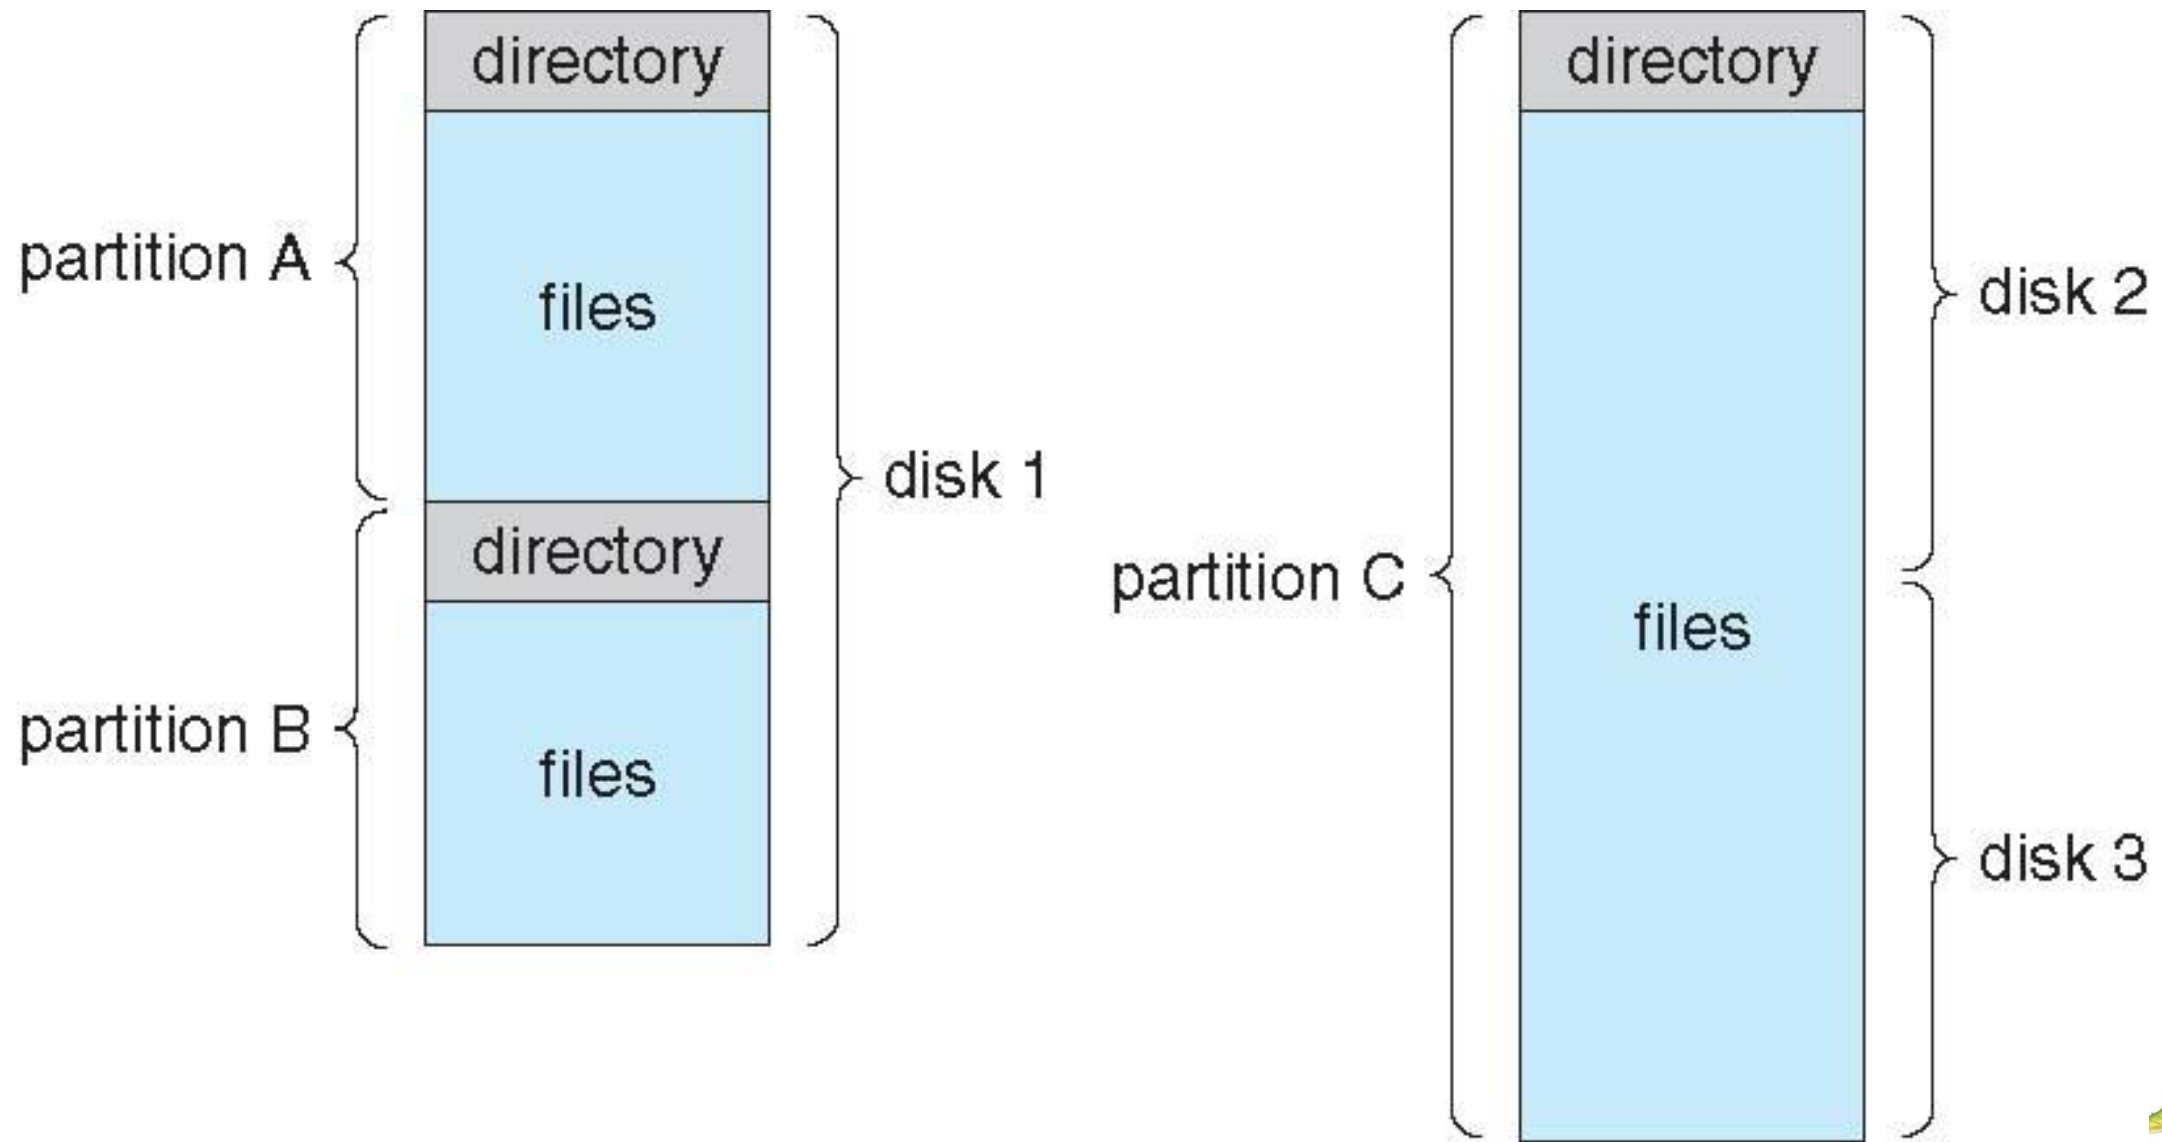 directory
partition A
files
disk 1
directory
partition B
files
directory
disk 2
partition C
files
disk 3